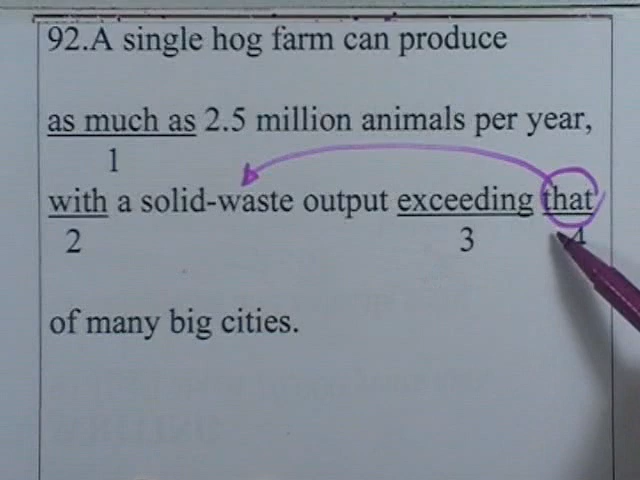 92.A single hog farm can produce
as much as 2.5 million animals per year,
1
with a solid-waste output exceeding that
2 3 4
of many big cities.